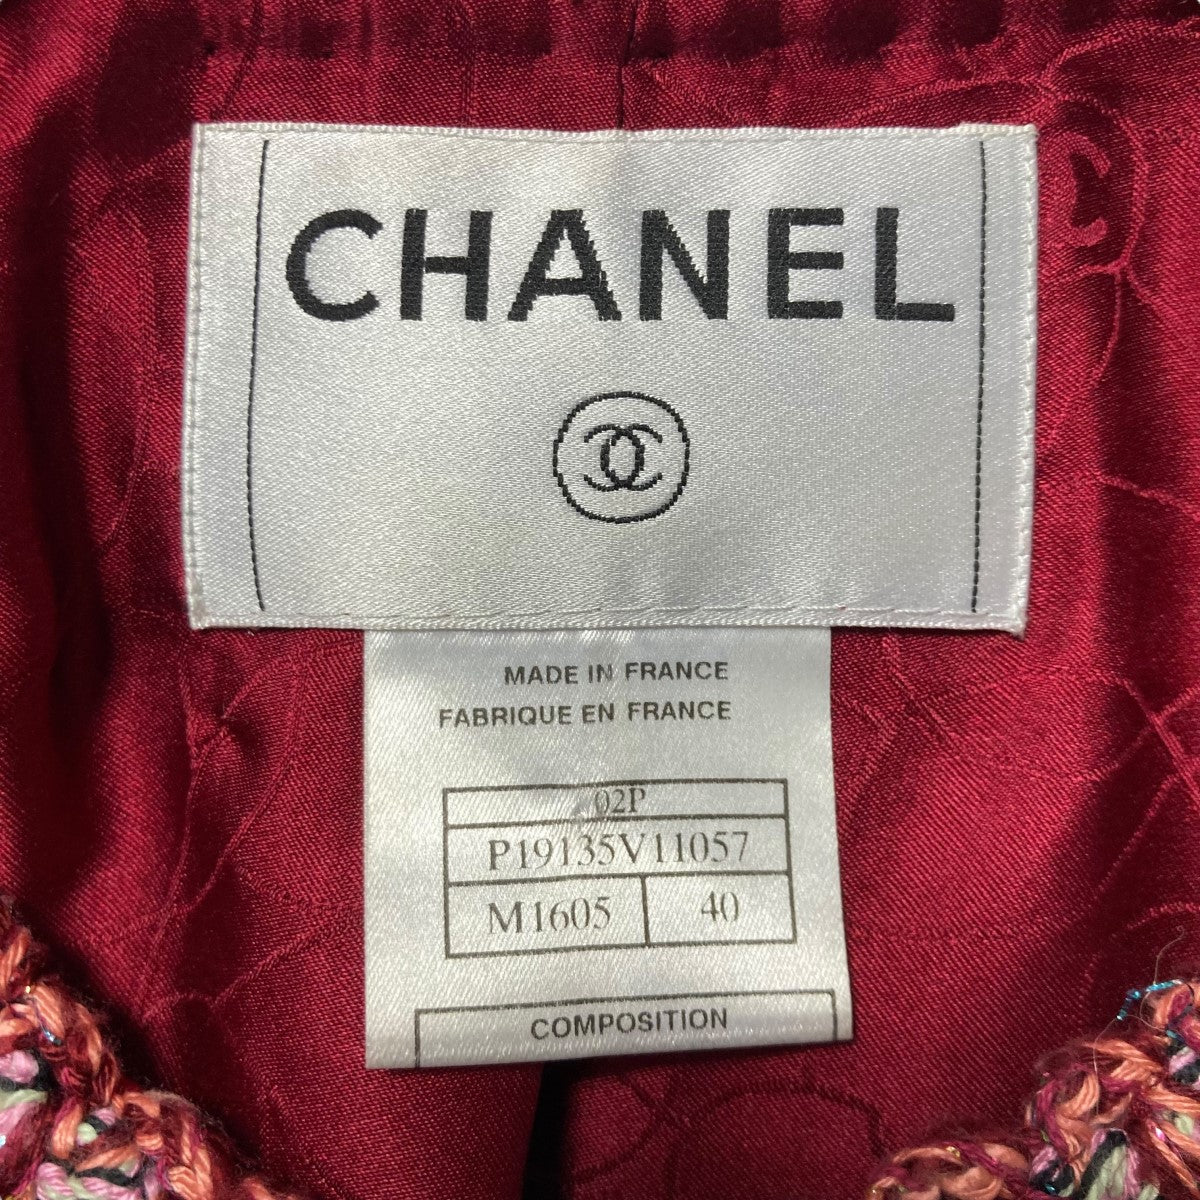 CHANEL
MADE IN FRANCE
FABRIQUE EN FRANCE
02P
P19135V11057
M1605 40
COMPOSITION